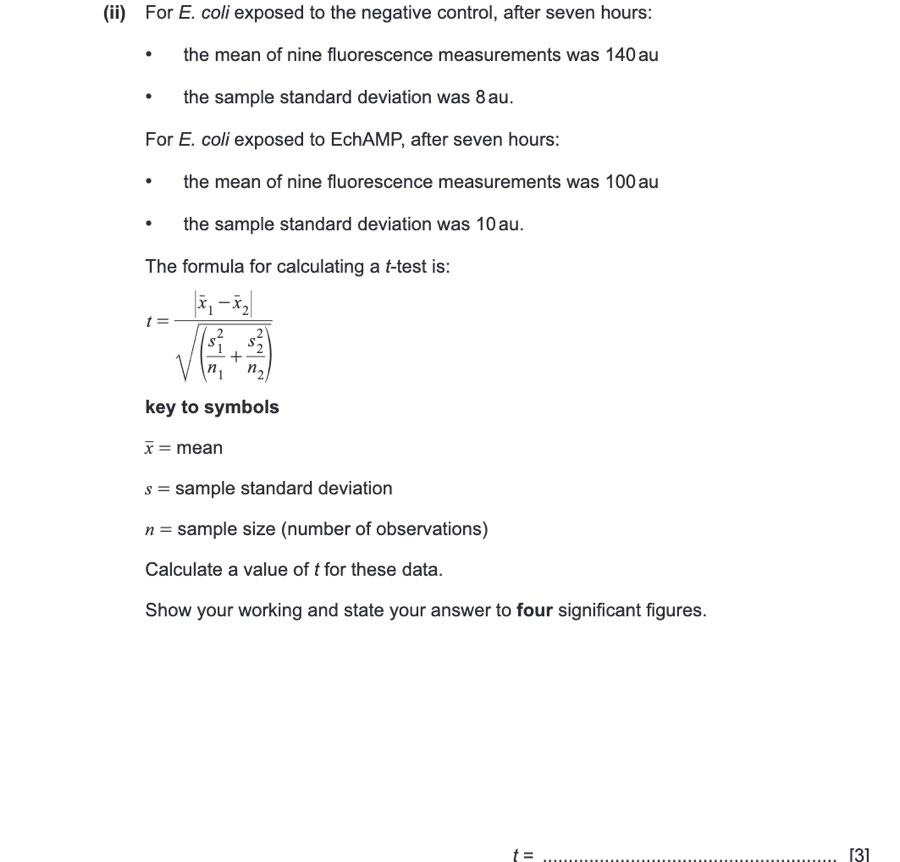 (ii) For E. coli exposed to the negative control, after seven hours:
• the mean of nine fluorescence measurements was 140 au
• the sample standard deviation was 8 au.
For E. coli exposed to EchAMP, after seven hours:
• the mean of nine fluorescence measurements was 100 au
• the sample standard deviation was 10 au.
The formula for calculating a t-test is:
t = |x̄₁ − x̄₂| / √(s₁²/n₁ + s₂²/n₂)
key to symbols
x̄ = mean
s = sample standard deviation
n = sample size (number of observations)
Calculate a value of t for these data.
Show your working and state your answer to four significant figures.
t = .......................................................... [3]